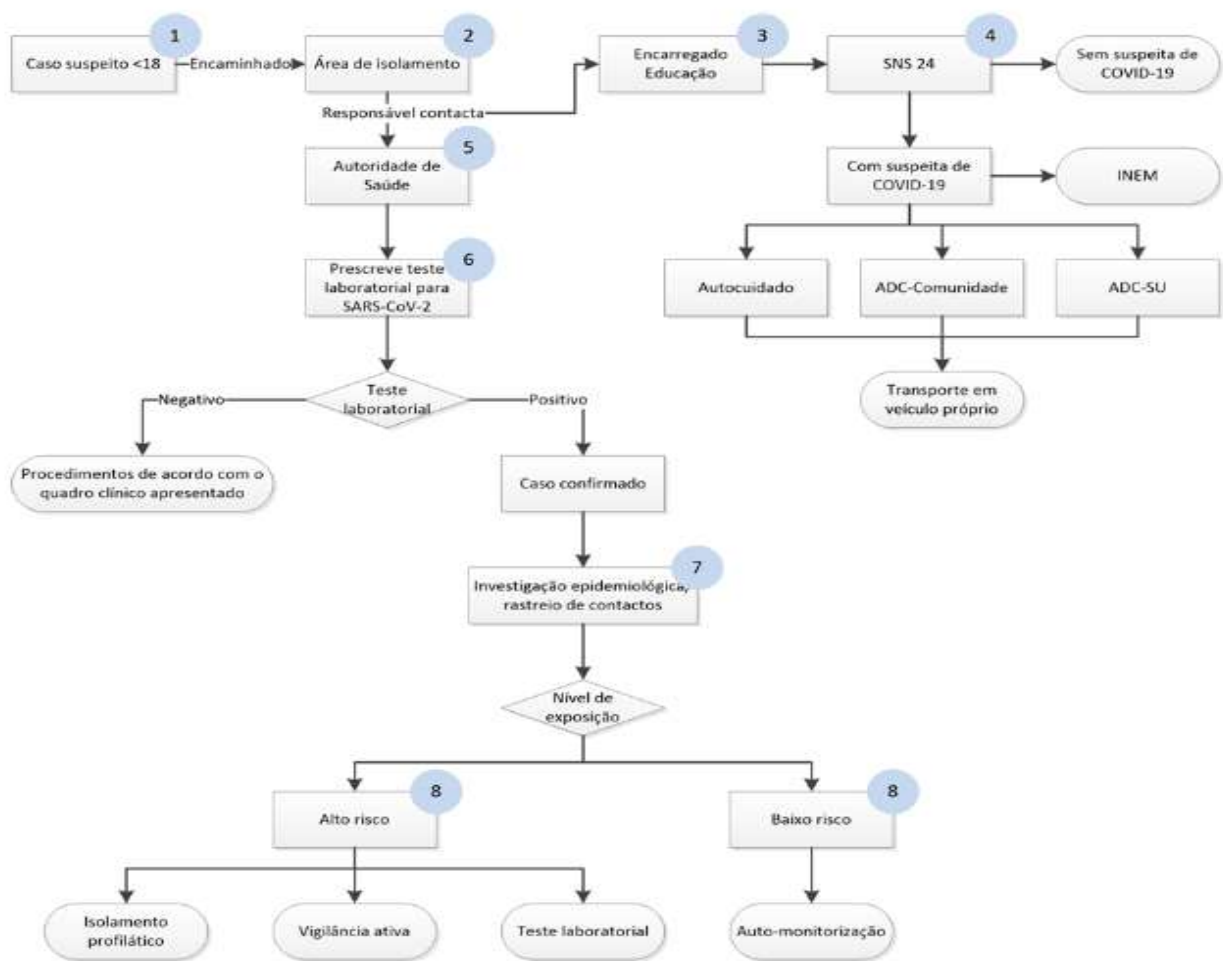 1
Caso suspeito <18
Encaminhado
2
Área de isolamento
3
Encarregado
Educação
4
SNS 24
Sem suspeita de
COVID-19
Responsável contacta
5
Autoridade de
Saúde
Com suspeita de
COVID-19
INEM
6
Prescreve teste
laboratorial para
SARS-CoV-2
Autocuidado
ADC-Comunidade
ADC-SU
Negativo
Teste
laboratorial
Positivo
Transporte em
veículo próprio
Procedimentos de acordo com o
quadro clínico apresentado
Caso confirmado
7
Investigação epidemiológica,
rastreio de contactos
Nível de
exposição
8
Alto risco
8
Baixo risco
Isolamento
profilático
Vigilância ativa
Teste laboratorial
Auto-monitorização